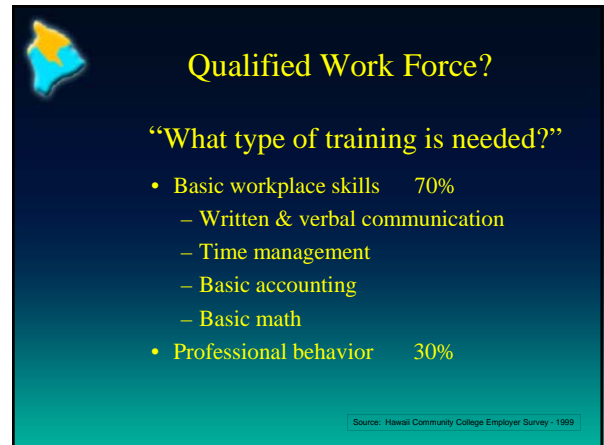 Qualified Work Force?
“What type of training is needed?”
• Basic workplace skills 70%
– Written & verbal communication
– Time management
– Basic accounting
– Basic math
• Professional behavior 30%
Source: Hawaii Community College Employer Survey - 1999